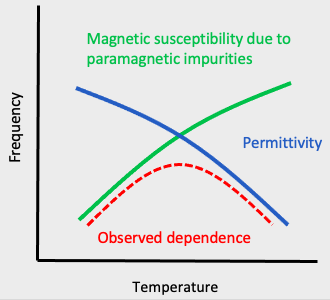 Magnetic susceptibility due to
paramagnetic impurities
Frequency
Permittivity
Observed dependence
Temperature